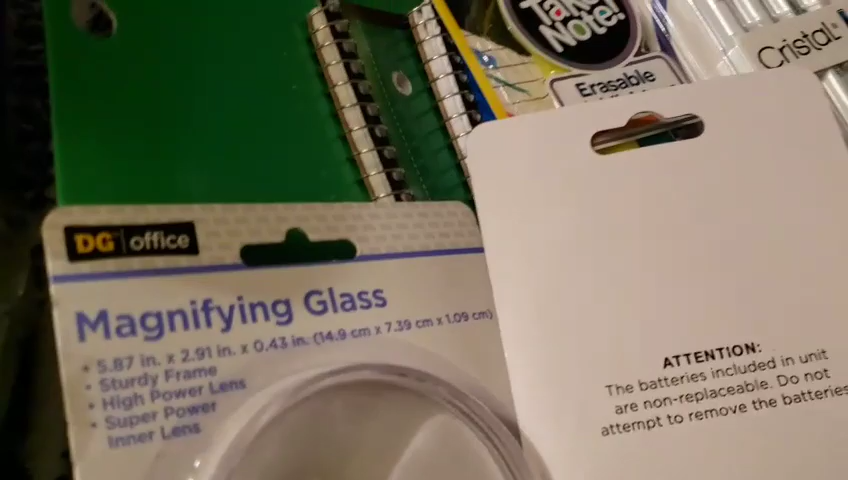 Take
Note!
Erasable
Cristal
DG office
Magnifying Glass
• 5.87 in. x 2.91 in. x 0.43 in. (14.9 cm x 7.39 cm x 1.09 cm)
• Sturdy Frame
• High Power Lens
• Super Power
Inner Lens
ATTENTION:
The batteries included in unit
are non-replaceable. Do not
attempt to remove the batteries